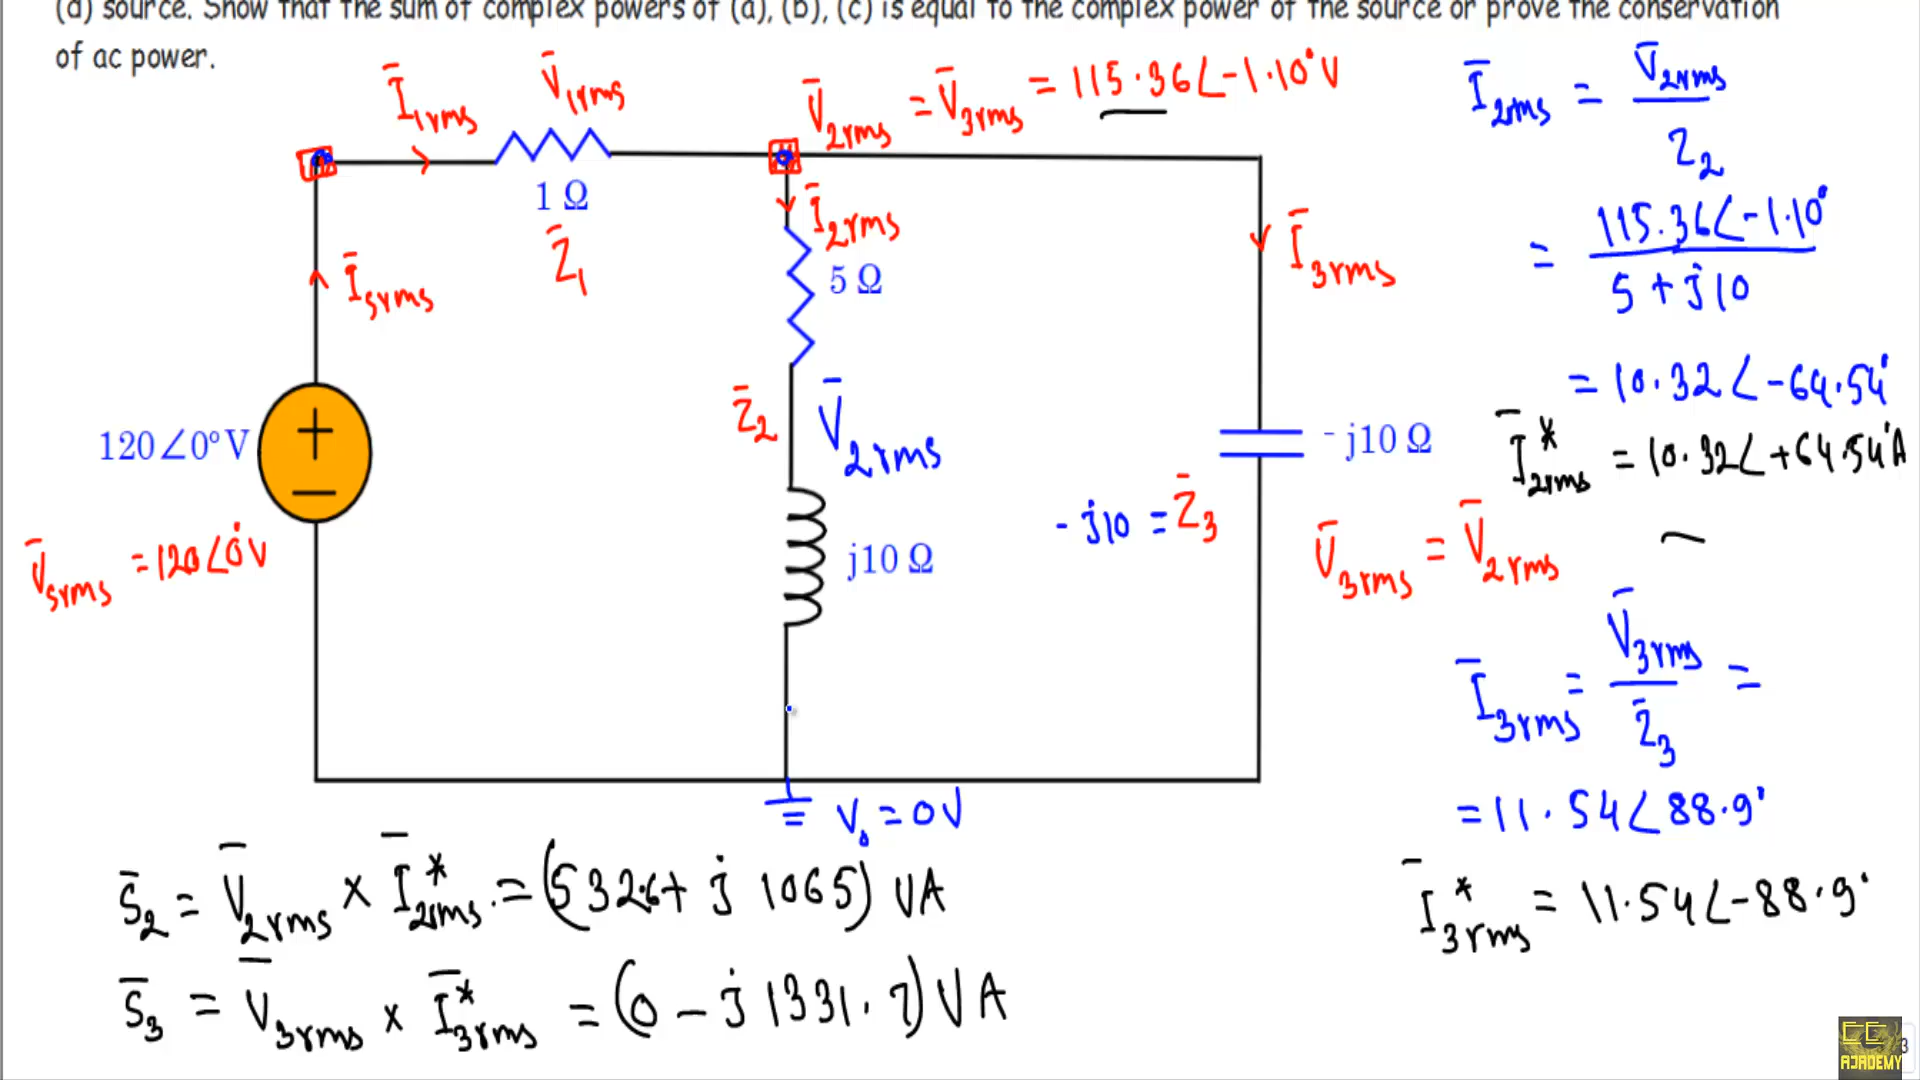 (d) source. Show that the sum of complex powers of (a), (b), (c) is equal to the complex power of the source or prove the conservation
of ac power.
Ī1rms
V̄1rms
V̄2rms = V̄3rms = 115.36∠-1.10° V
1 Ω
Z̄1
Īsrms
Ī2rms
5 Ω
Ī3rms
120∠0° V
V̄srms = 120∠0° V
Z̄2
V̄2rms
j10 Ω
- j10 Ω
- j10 = Z̄3
V̄3rms = V̄2rms
V0 = 0V
Ī2rms = V̄2rms / Z2
= 115.36∠-1.10° / 5 + j10
= 10.32∠-64.54°
Ī*2rms = 10.32∠+64.54° A
Ī3rms = V̄3rms / Z̄3 =
= 11.54∠88.9°
Ī*3rms = 11.54∠-88.9°
S̄2 = V̄2rms × Ī*2rms = (532.6 + j 1065) VA
S̄3 = V̄3rms × Ī*3rms = (0 - j 1331.7) VA
EE
AJADEMY
3